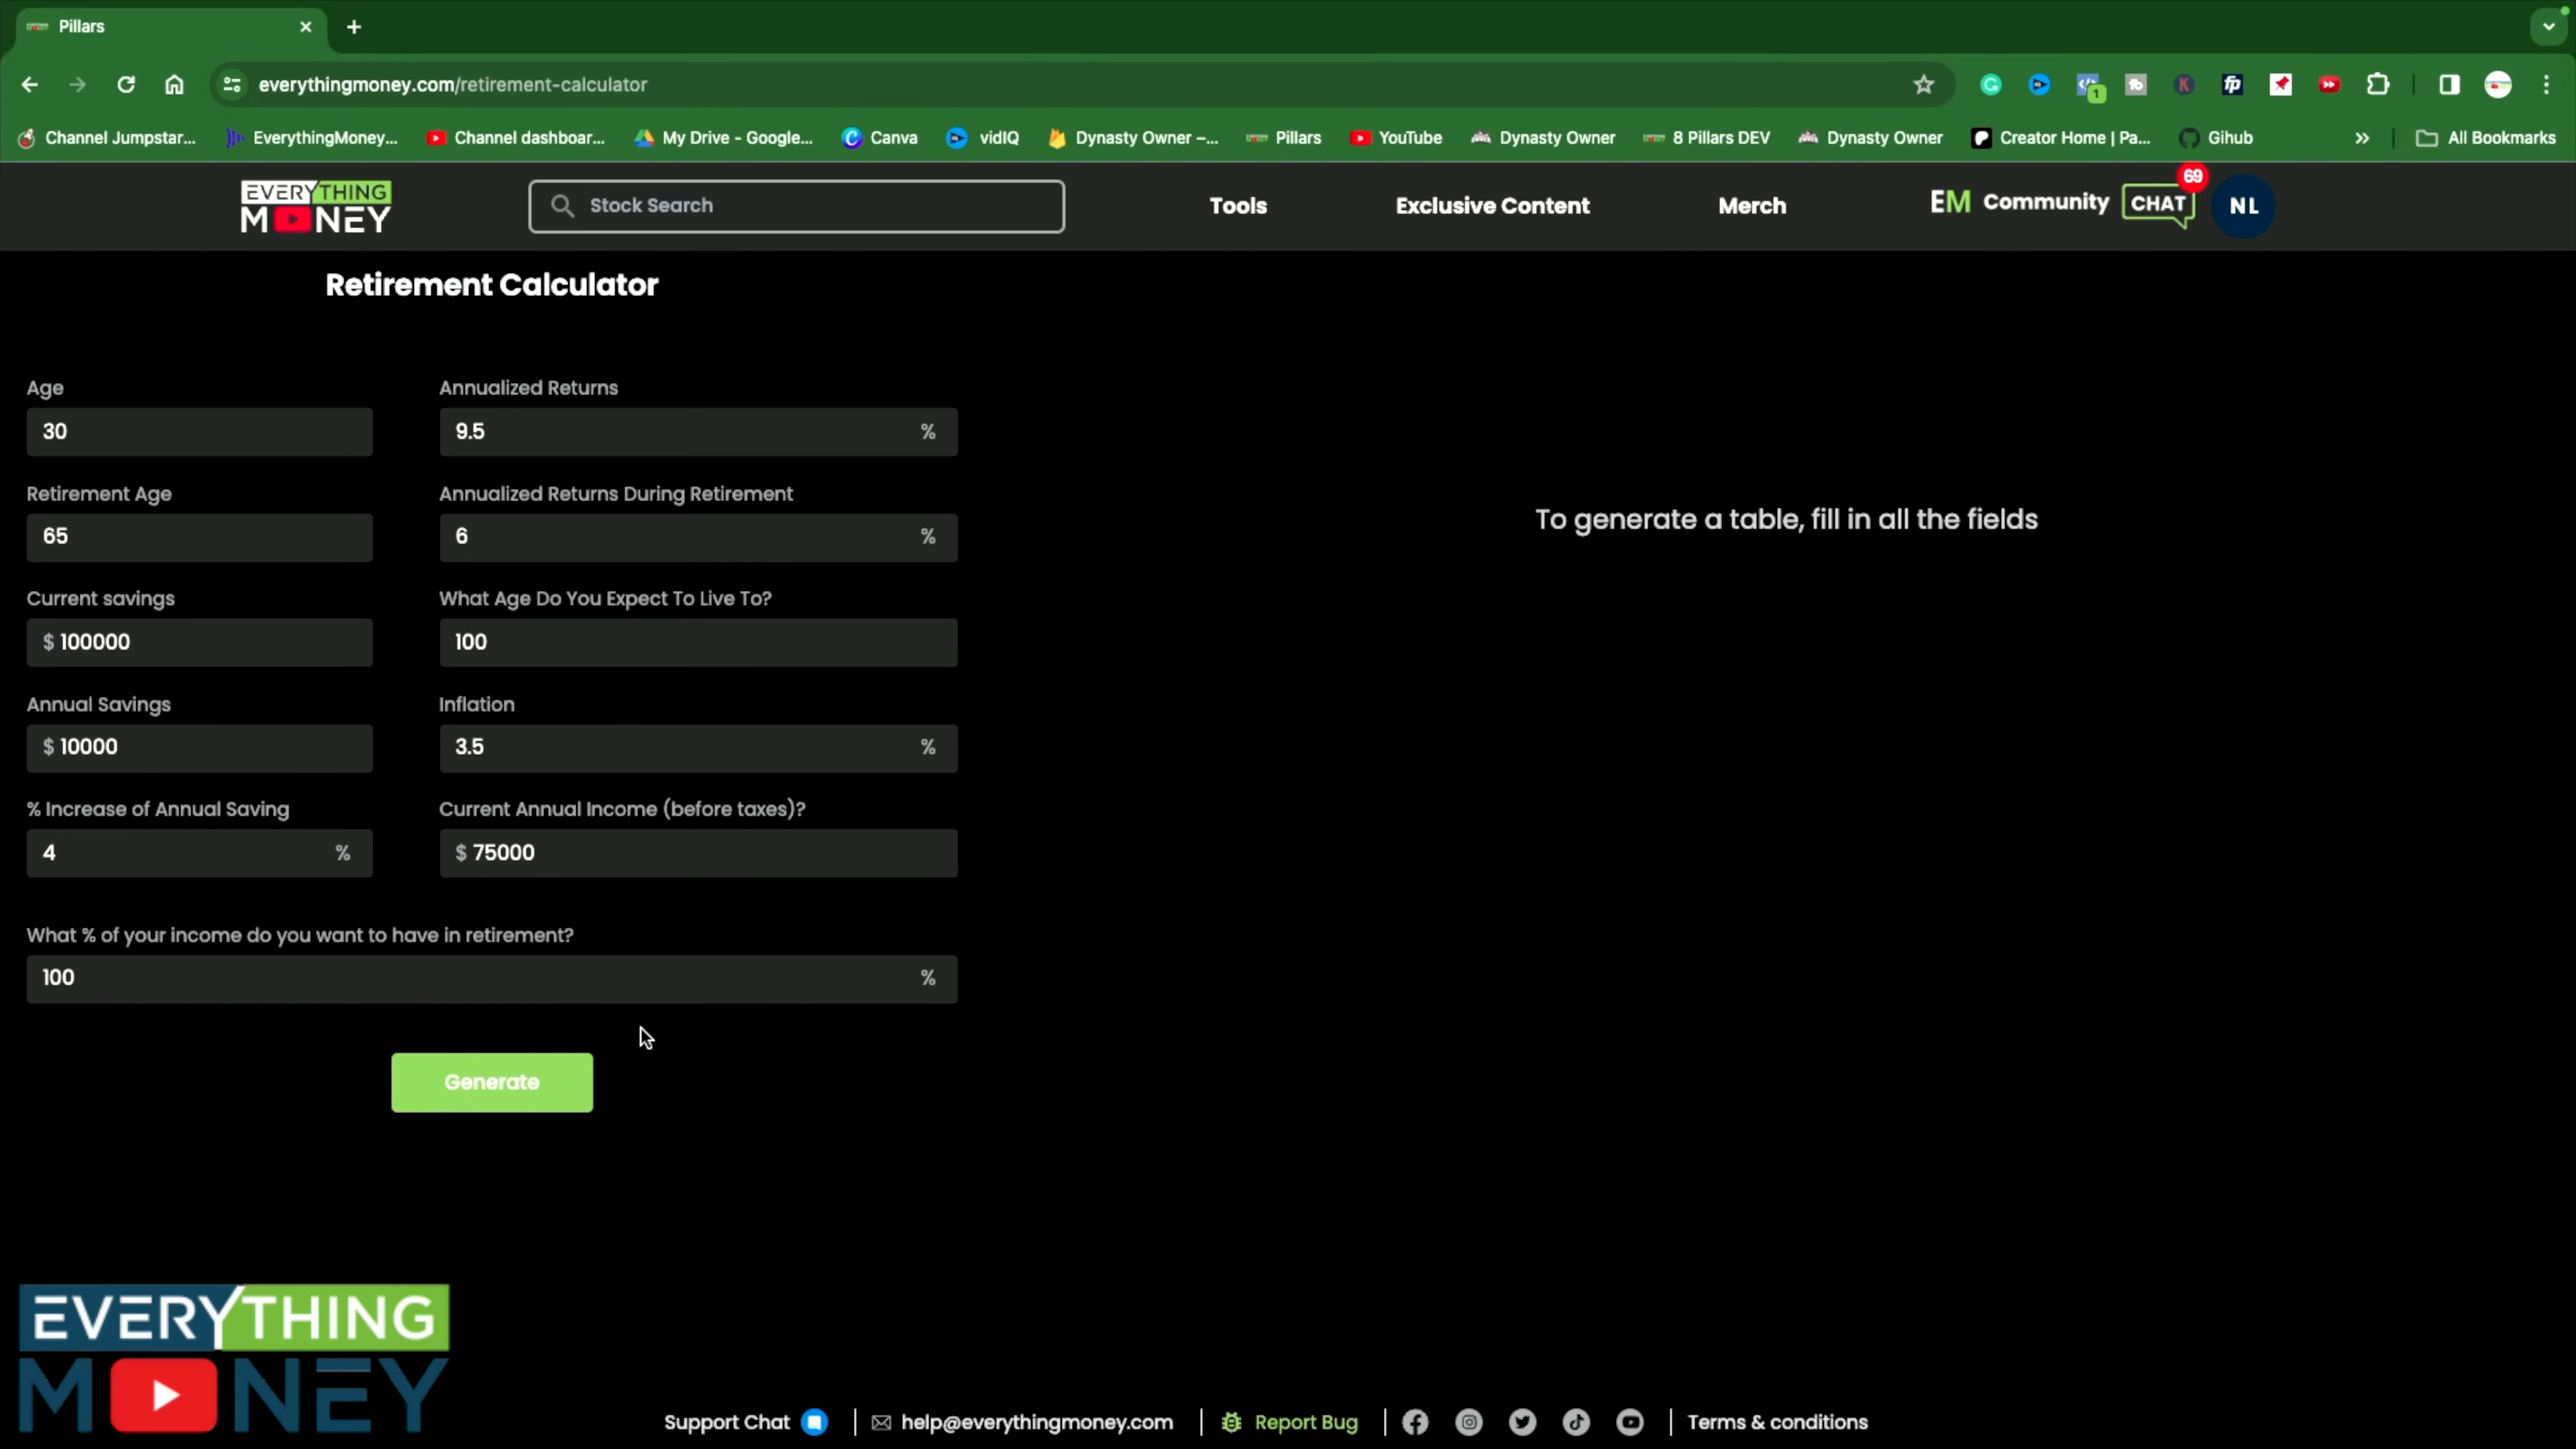 Pillars
everythingmoney.com/retirement-calculator
1
Channel Jumpstar... EverythingMoney... Channel dashboar... My Drive - Google... Canva vidIQ Dynasty Owner –... Pillars YouTube Dynasty Owner 8 Pillars DEV Dynasty Owner Creator Home | Pa... Gihub » All Bookmarks
EVERYTHING MONEY Stock Search Tools Exclusive Content Merch EM Community CHAT 69 NL
Retirement Calculator
Age Annualized Returns
30 9.5 %
Retirement Age Annualized Returns During Retirement
65 6 %
To generate a table, fill in all the fields
Current savings What Age Do You Expect To Live To?
$ 100000 100
Annual Savings Inflation
$ 10000 3.5 %
% Increase of Annual Saving Current Annual Income (before taxes)?
4 % $ 75000
What % of your income do you want to have in retirement?
100 %
Generate
EVERYTHING
MONEY
Support Chat | help@everythingmoney.com | Report Bug | | Terms & conditions